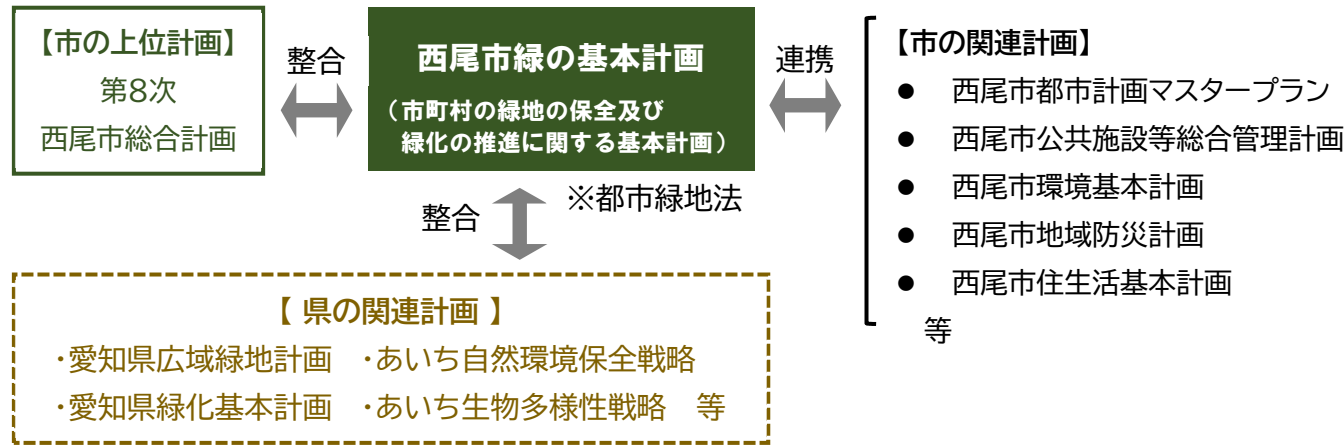 【市の上位計画】
第8次
西尾市総合計画
整合
西尾市緑の基本計画
（市町村の緑地の保全及び
緑化の推進に関する基本計画）
連携
【市の関連計画】
● 西尾市都市計画マスタープラン
● 西尾市公共施設等総合管理計画
● 西尾市環境基本計画
● 西尾市地域防災計画
● 西尾市住生活基本計画
等
整合
※都市緑地法
【 県の関連計画 】
・愛知県広域緑地計画 ・あいち自然環境保全戦略
・愛知県緑化基本計画 ・あいち生物多様性戦略 等